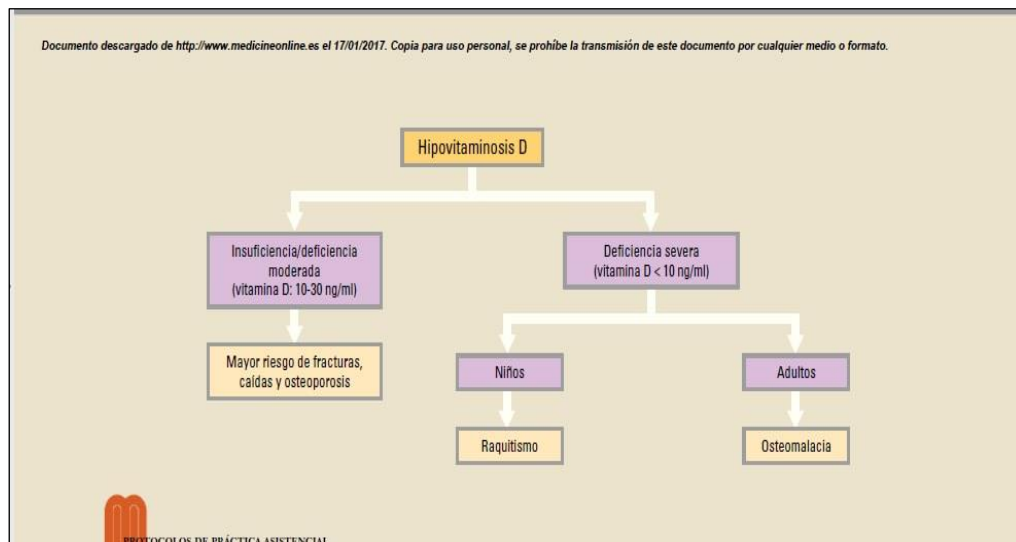 Documento descargado de http://www.medicineonline.es el 17/01/2017. Copia para uso personal, se prohíbe la transmisión de este documento por cualquier medio o formato.
Hipovitaminosis D
Insuficiencia/deficiencia
moderada
(vitamina D: 10-30 ng/ml)
Deficiencia severa
(vitamina D < 10 ng/ml)
Mayor riesgo de fracturas,
caídas y osteoporosis
Niños
Adultos
Raquitismo
Osteomalacia
PROTOCOLOS DE PRÁCTICA ASISTENCIAL